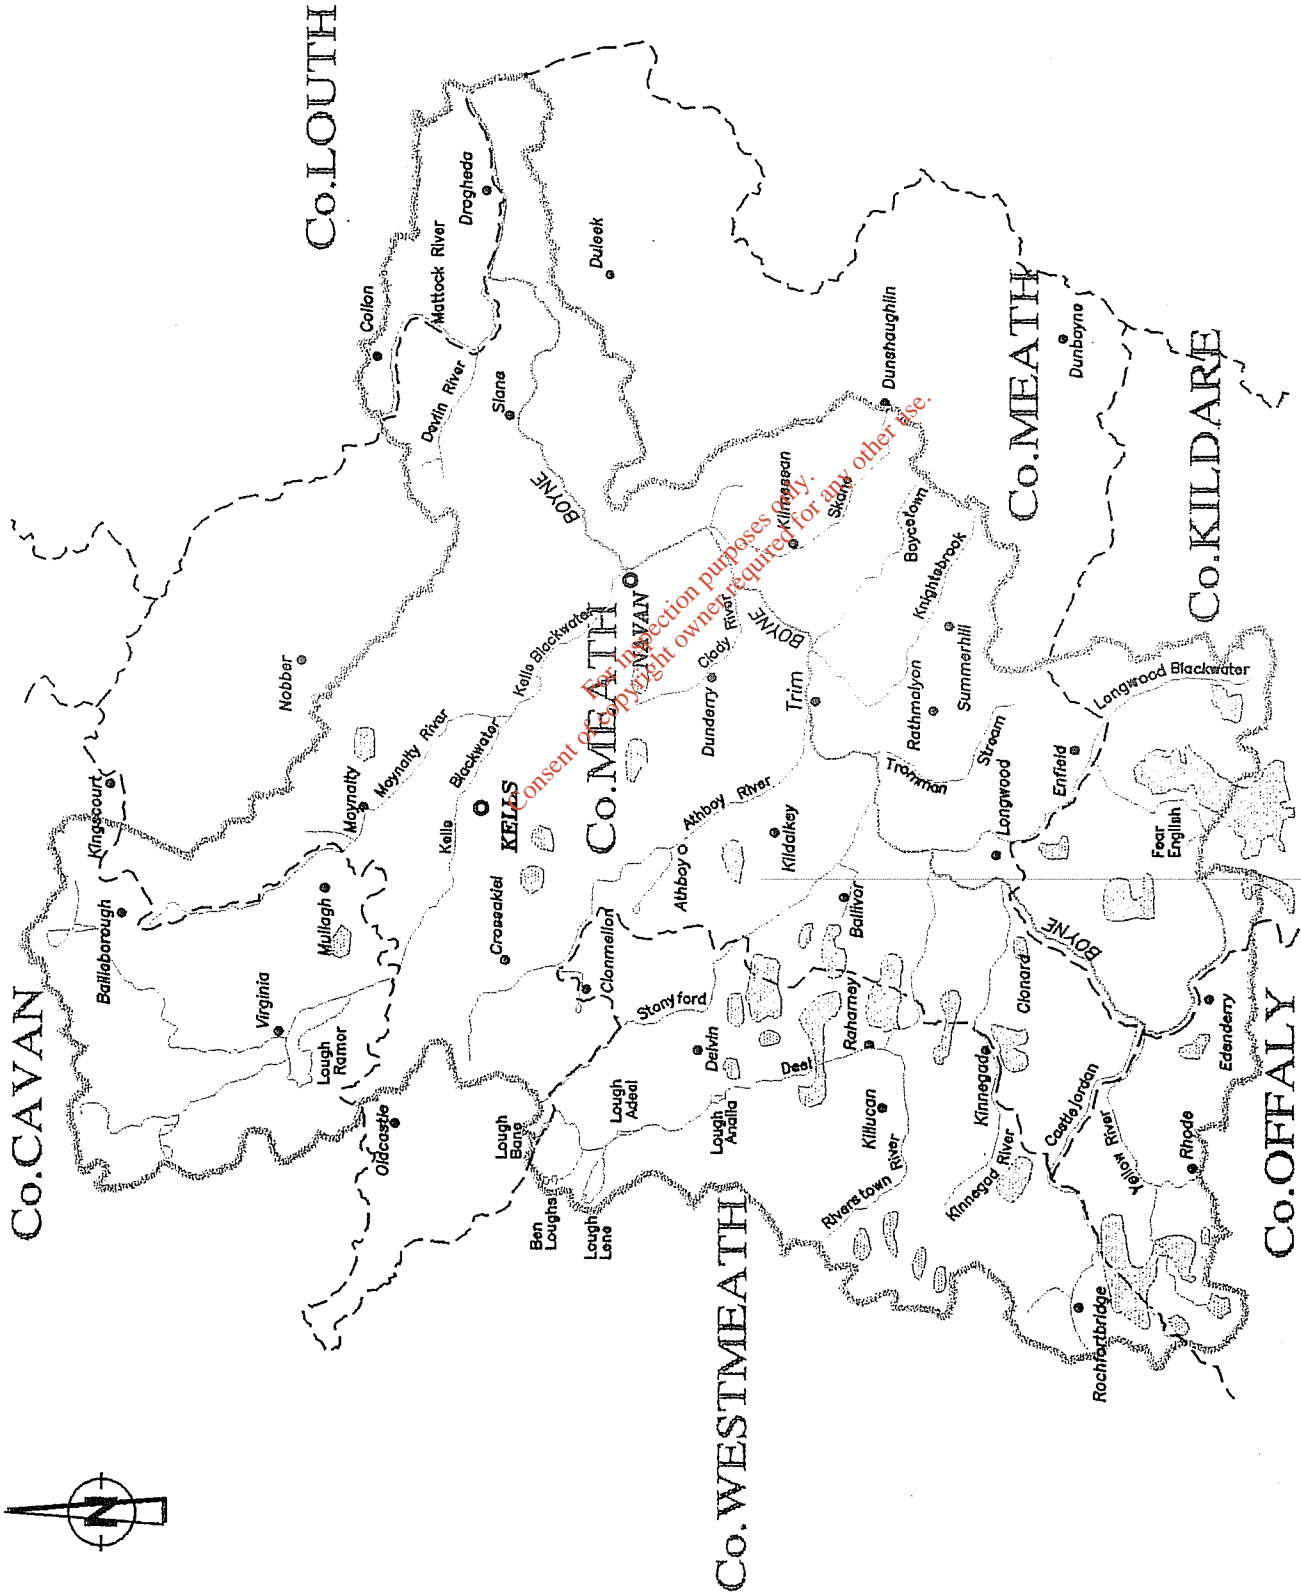 Co.LOUTH
Co.CAVAN
Co.MEATH
Co.MEATH
Co.KILDARE
Co.WESTMEATH
Co.OFFALY
N
Kingscourt
Bailieborough
Virginia
Mullagh
Lough
Ramor
Oldcastle
Nobber
Moynalty
Moynalty River
Kells
Blackwater
Kells Blackwater
KELLS
Crossakiel
Clonmellon
Collon
Mattock River
Drogheda
Devlin River
Slane
Duleek
BOYNE
NAVAN
Lough
Bane
Ben
Loughs
Lough
Lene
Lough
Adeel
Lough
Analla
Stonyford
Delvin
Deel
Athboy
Athboy River
Kildalkey
Dunderry
Clady River
BOYNE
Trim
Kilmessan
Skane
Dunshaughlin
Boycetown
Knightsbrook
Rathmolyon
Summerhill
Tromman
Stream
Dunboyne
Ballivor
Raharney
Killucan
Riverstown River
Kinnegad
Kinnegad River
Clonard
Longwood
Enfield
Longwood Blackwater
BOYNE
Castlejordan
Yellow River
Fear
English
Edenderry
Rhode
Rochfortbridge
For inspection purposes only.
Consent of copyright owner required for any other use.